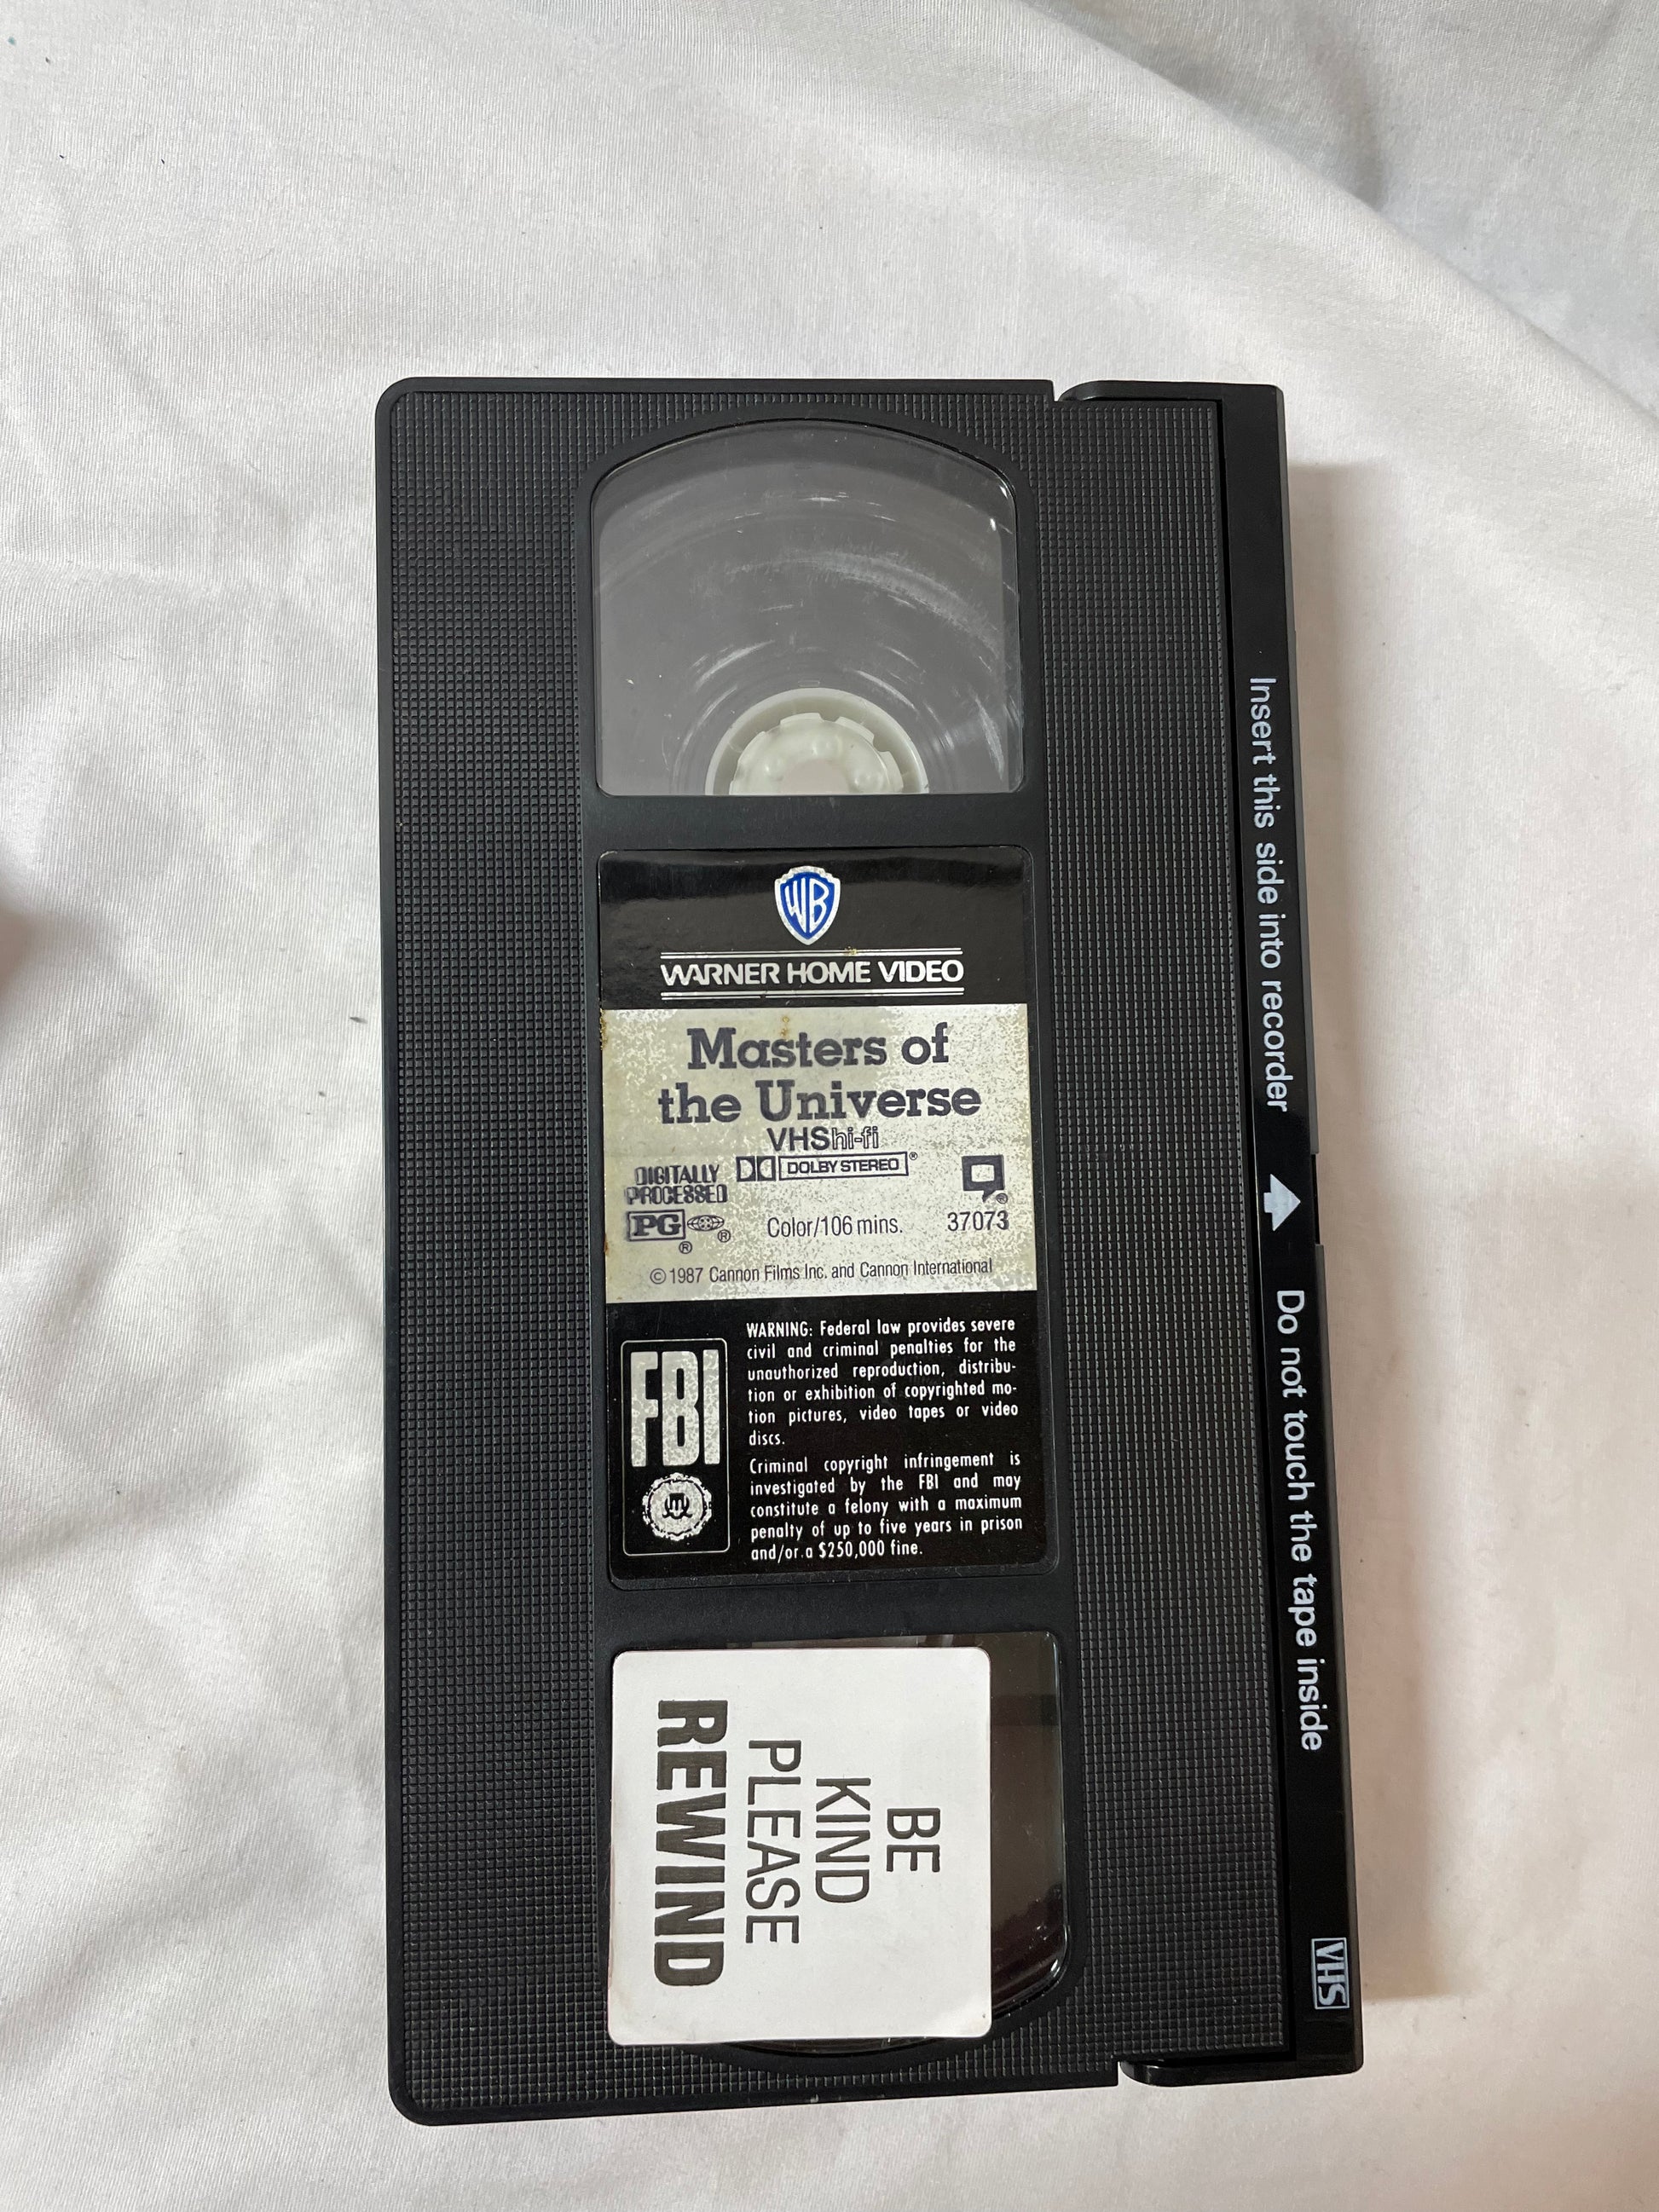 WB
WARNER HOME VIDEO
Masters of
the Universe
VHS hi-fi
DIGITALLY
PROCESSED
DOLBY STEREO ®
®
PG ® ®
Color/106 mins.
37073
© 1987 Cannon Films Inc. and Cannon International
FBI
WARNING: Federal law provides severe
civil and criminal penalties for the
unauthorized reproduction, distribu-
tion or exhibition of copyrighted mo-
tion pictures, video tapes or video
discs.
Criminal copyright infringement is
investigated by the FBI and may
constitute a felony with a maximum
penalty of up to five years in prison
and/or a $250,000 fine.
BE
KIND
PLEASE
REWIND
Insert this side into recorder
Do not touch the tape inside
VHS